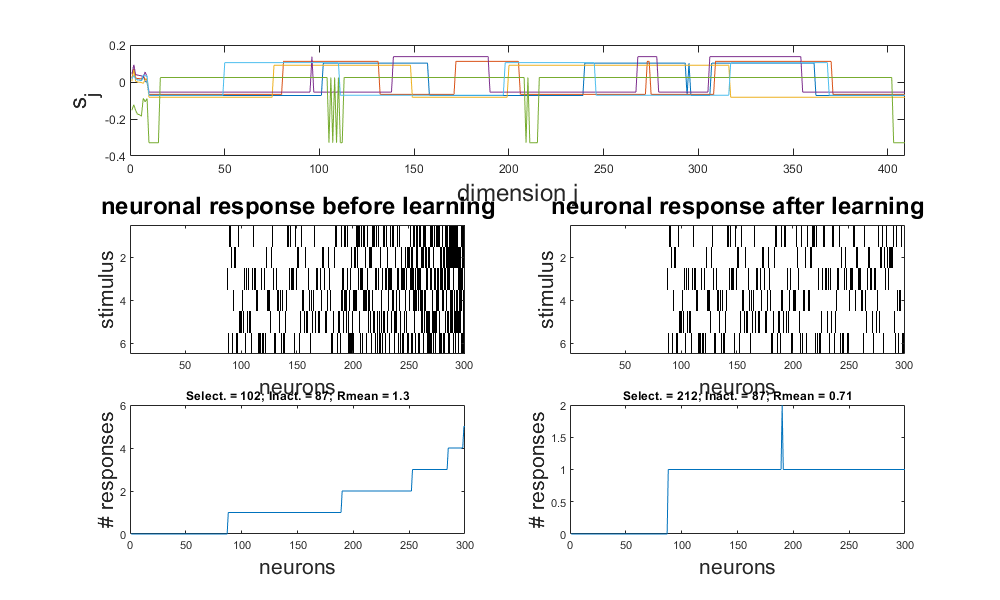 0.2
0
-0.2
-0.4
s_j
0 50 100 150 200 250 300 350 400
dimension j
neuronal response before learning
neuronal response after learning
2
4
6
stimulus
50 100 150 200 250 300
neurons
2
4
6
stimulus
50 100 150 200 250 300
neurons
Select. = 102; Inact. = 87; Rmean = 1.3
Select. = 212; Inact. = 87; Rmean = 0.71
6
4
2
0
# responses
0 50 100 150 200 250 300
neurons
2
1.5
1
0.5
0
# responses
0 50 100 150 200 250 300
neurons